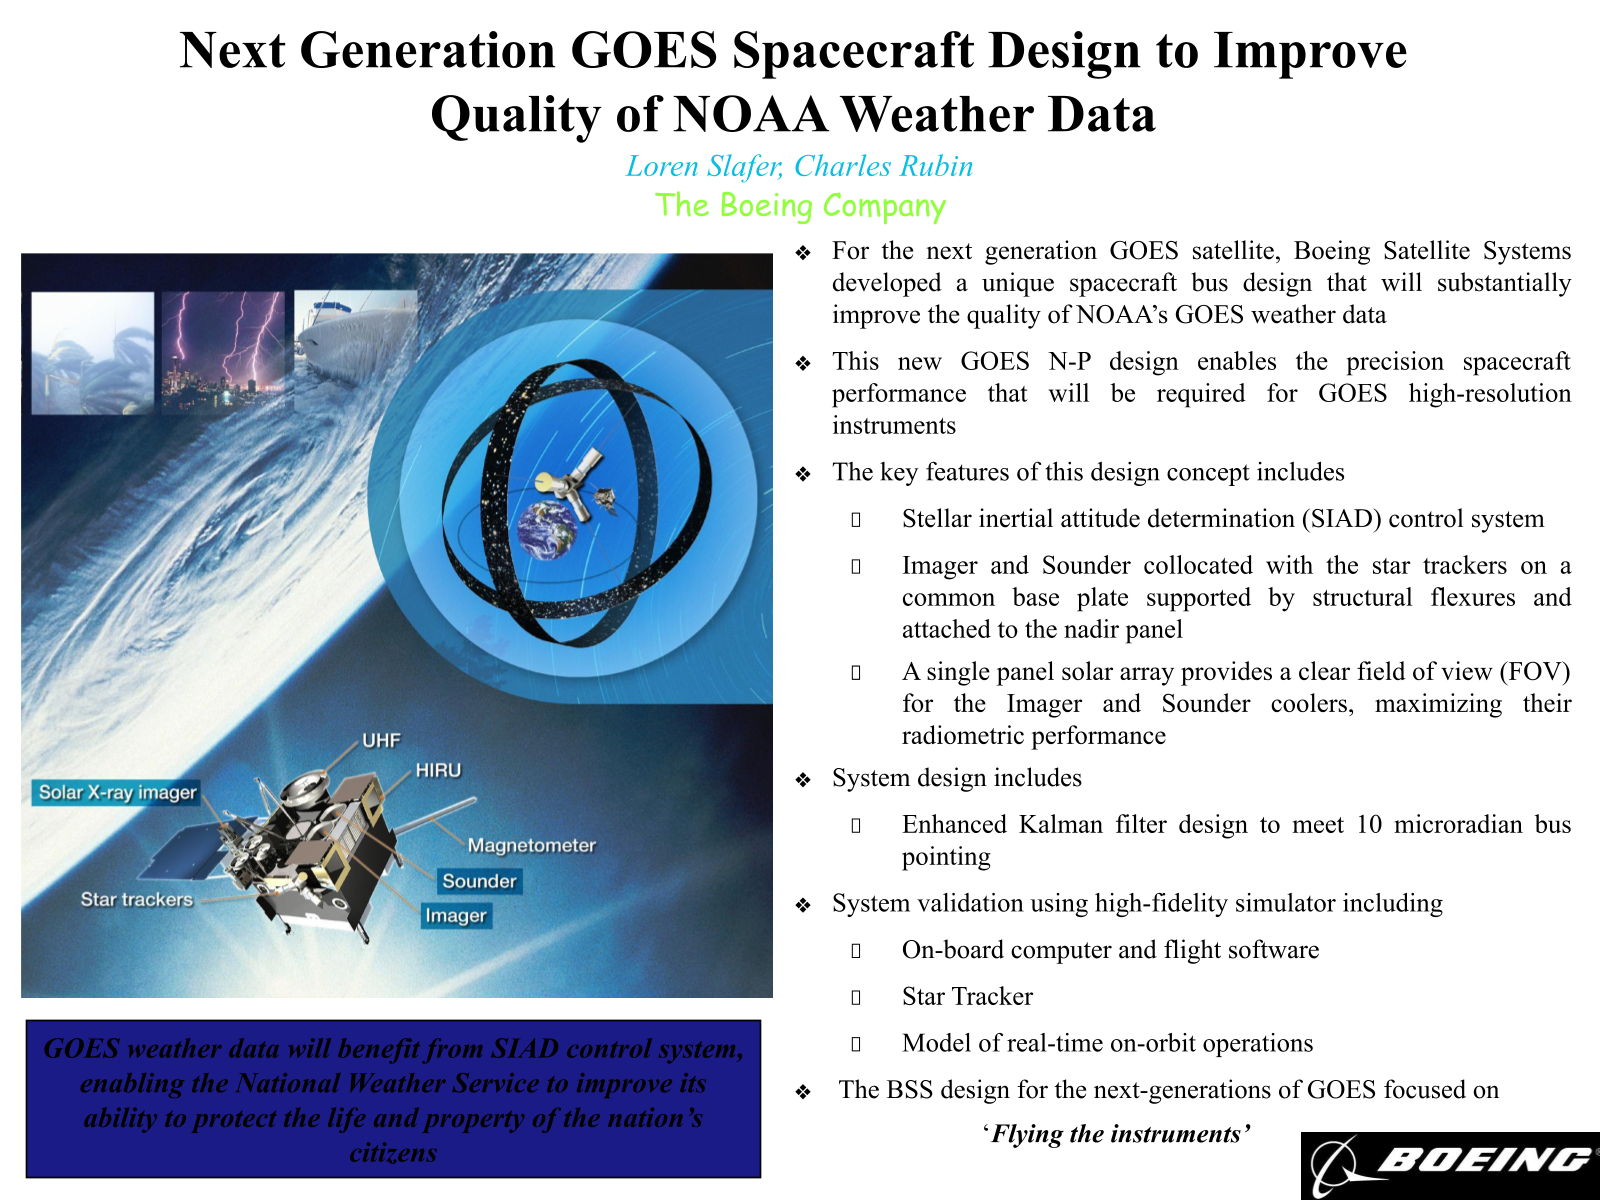 Next Generation GOES Spacecraft Design to Improve
Quality of NOAA Weather Data
Loren Slafer, Charles Rubin
The Boeing Company
UHF
HIRU
Solar X-ray imager
Magnetometer
Sounder
Star trackers
Imager
GOES weather data will benefit from SIAD control system,
enabling the National Weather Service to improve its
ability to protect the life and property of the nation’s
citizens
❖ For the next generation GOES satellite, Boeing Satellite Systems
developed a unique spacecraft bus design that will substantially
improve the quality of NOAA’s GOES weather data
❖ This new GOES N-P design enables the precision spacecraft
performance that will be required for GOES high-resolution
instruments
❖ The key features of this design concept includes
▯ Stellar inertial attitude determination (SIAD) control system
▯ Imager and Sounder collocated with the star trackers on a
common base plate supported by structural flexures and
attached to the nadir panel
▯ A single panel solar array provides a clear field of view (FOV)
for the Imager and Sounder coolers, maximizing their
radiometric performance
❖ System design includes
▯ Enhanced Kalman filter design to meet 10 microradian bus
pointing
❖ System validation using high-fidelity simulator including
▯ On-board computer and flight software
▯ Star Tracker
▯ Model of real-time on-orbit operations
❖ The BSS design for the next-generations of GOES focused on
‘Flying the instruments’
BOEING®